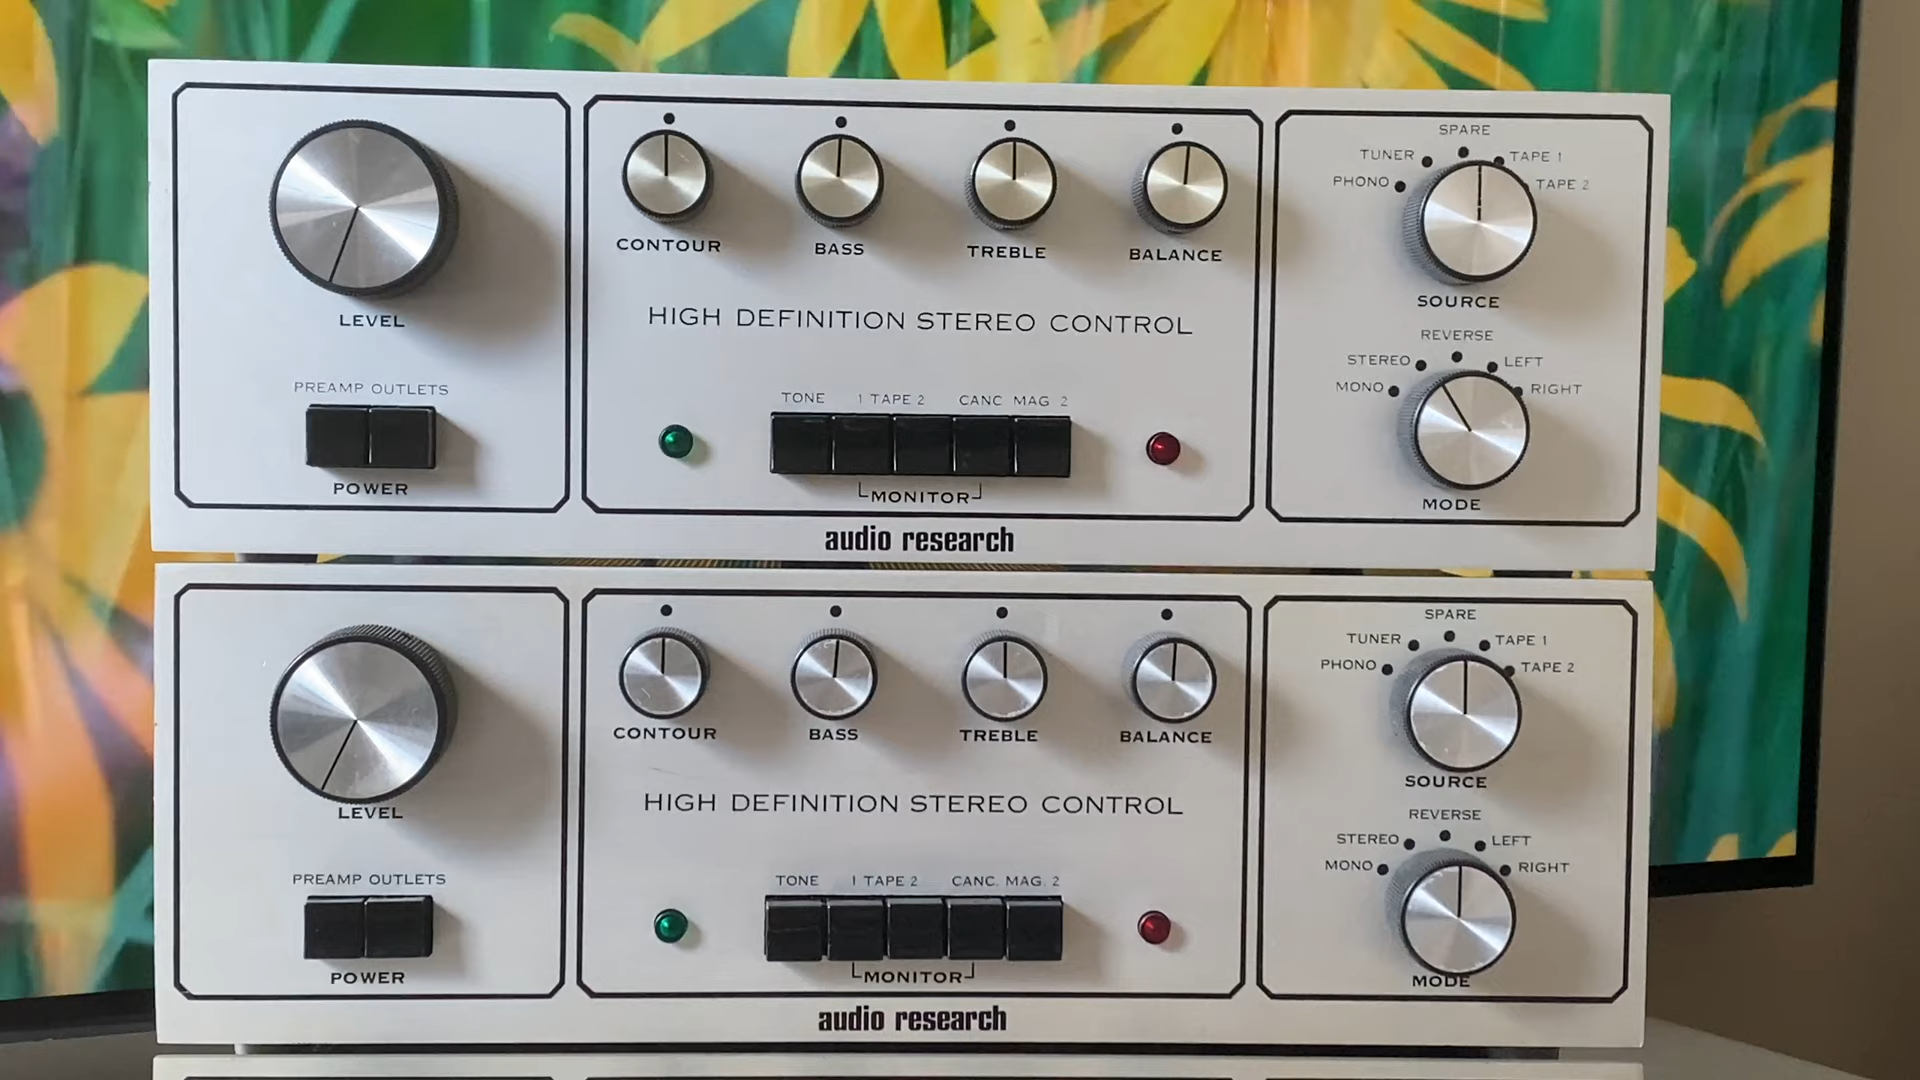 SPARE
TUNER TAPE 1
PHONO TAPE 2
CONTOUR BASS TREBLE BALANCE
SOURCE
LEVEL HIGH DEFINITION STEREO CONTROL
REVERSE
STEREO LEFT
MONO RIGHT
PREAMP OUTLETS TONE 1 TAPE 2 CANC MAG 2
POWER MONITOR MODE
audio research
SPARE
TUNER TAPE 1
PHONO TAPE 2
CONTOUR BASS TREBLE BALANCE
SOURCE
LEVEL HIGH DEFINITION STEREO CONTROL
REVERSE
STEREO LEFT
MONO RIGHT
PREAMP OUTLETS TONE 1 TAPE 2 CANC. MAG. 2
POWER MONITOR MODE
audio research